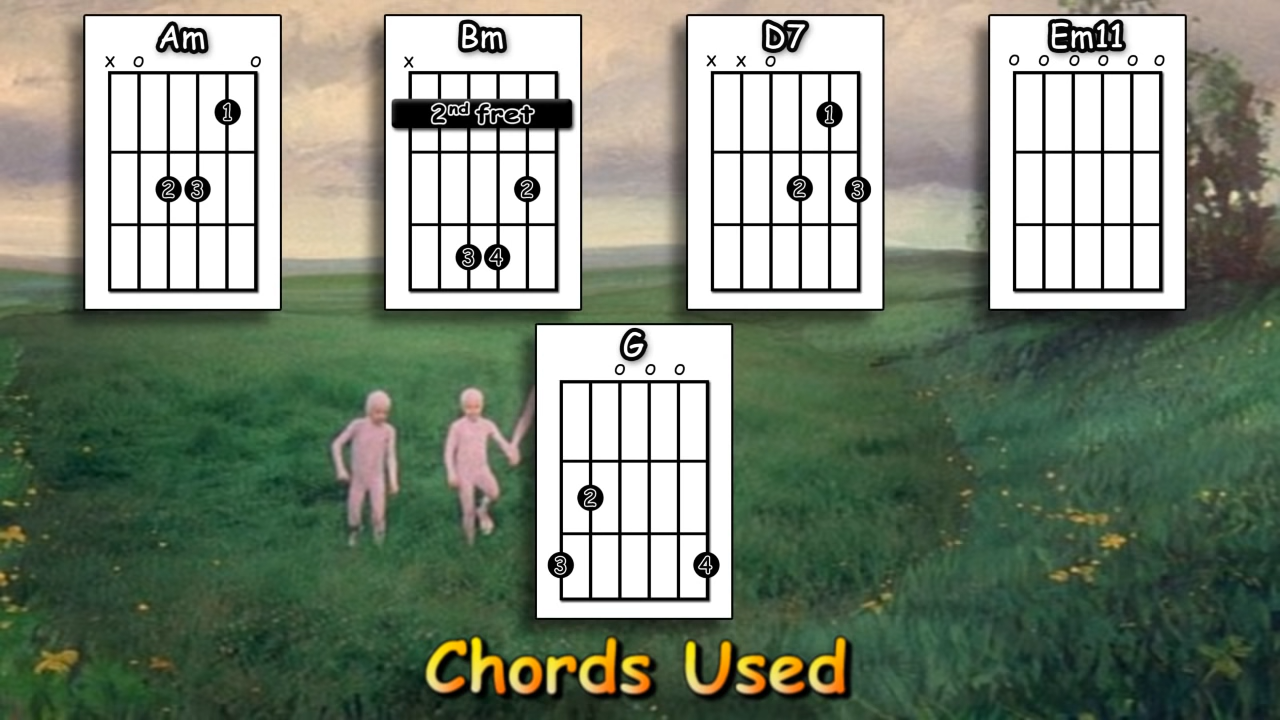 Am Bm D7 Em11
x o o x x x o o o o o o o
2nd fret
1 1
2 3 2 2 3
3 4
G
o o o
2
3 4
Chords Used